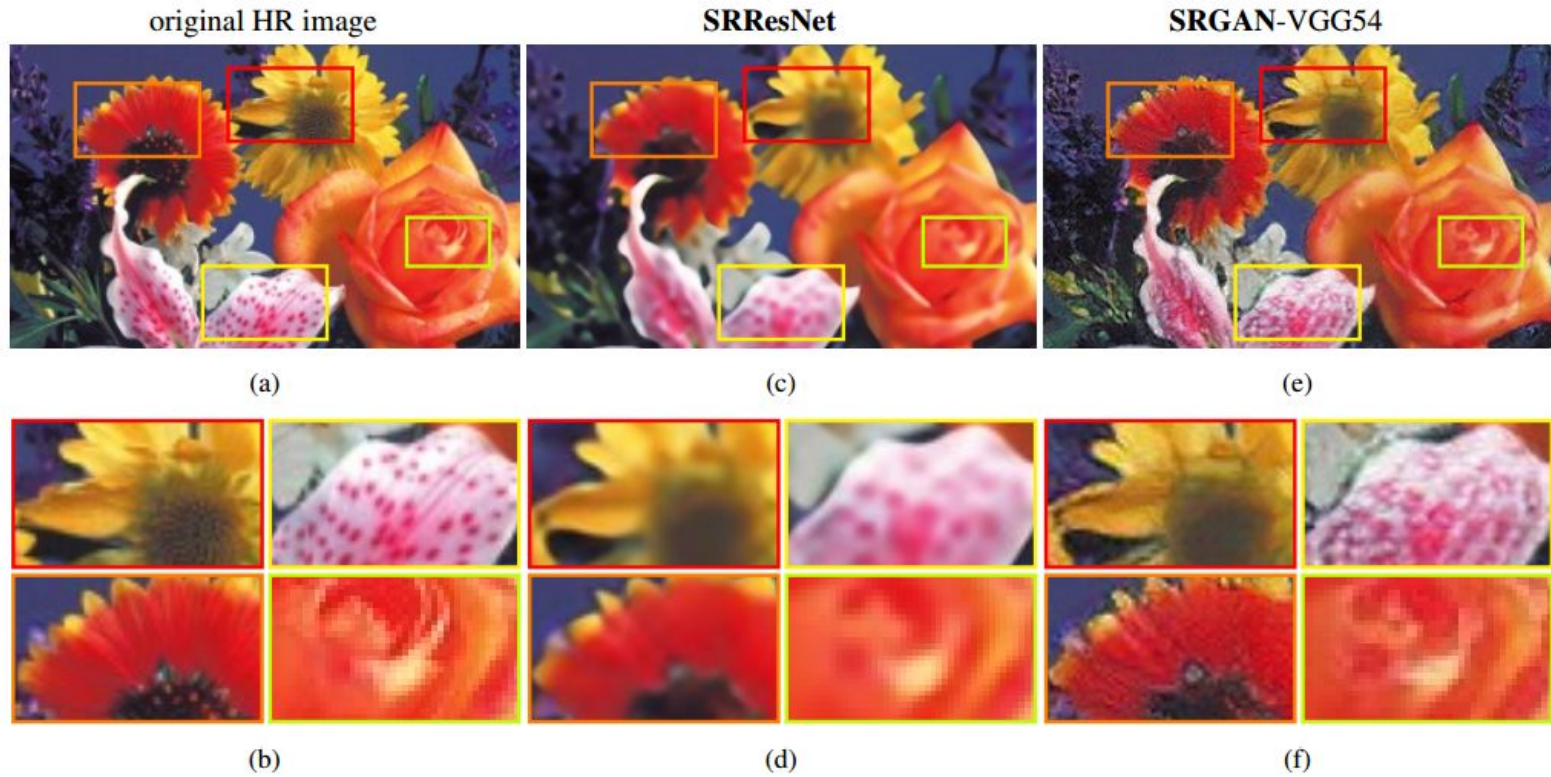 original HR image
SRResNet
SRGAN-VGG54
(a)
(c)
(e)
(b)
(d)
(f)